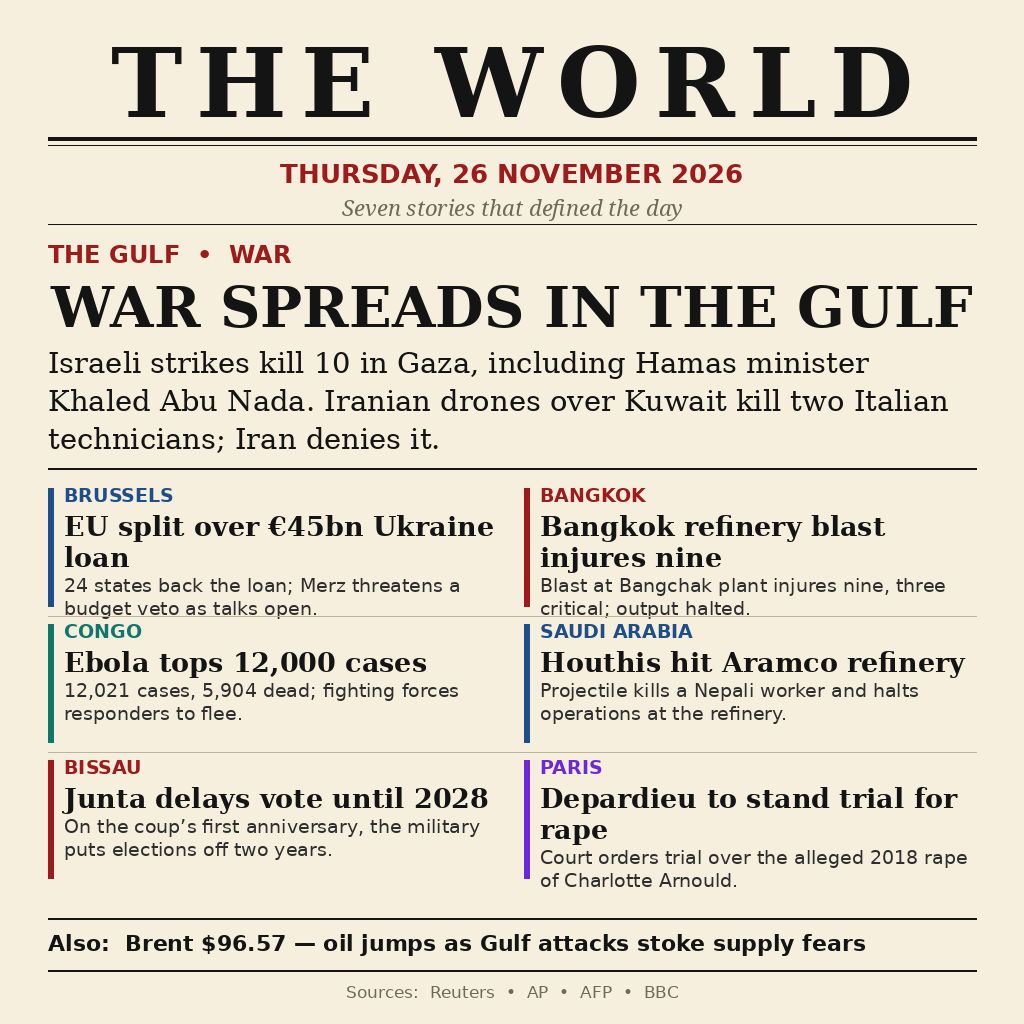 THE WORLD
THURSDAY, 26 NOVEMBER 2026
Seven stories that defined the day
THE GULF • WAR
WAR SPREADS IN THE GULF
Israeli strikes kill 10 in Gaza, including Hamas minister
Khaled Abu Nada. Iranian drones over Kuwait kill two Italian
technicians; Iran denies it.
BRUSSELS
EU split over €45bn Ukraine
loan
24 states back the loan; Merz threatens a
budget veto as talks open.
BANGKOK
Bangkok refinery blast
injures nine
Blast at Bangchak plant injures nine, three
critical; output halted.
CONGO
Ebola tops 12,000 cases
12,021 cases, 5,904 dead; fighting forces
responders to flee.
SAUDI ARABIA
Houthis hit Aramco refinery
Projectile kills a Nepali worker and halts
operations at the refinery.
BISSAU
Junta delays vote until 2028
On the coup’s first anniversary, the military
puts elections off two years.
PARIS
Depardieu to stand trial for
rape
Court orders trial over the alleged 2018 rape
of Charlotte Arnould.
Also: Brent $96.57 — oil jumps as Gulf attacks stoke supply fears
Sources: Reuters • AP • AFP • BBC